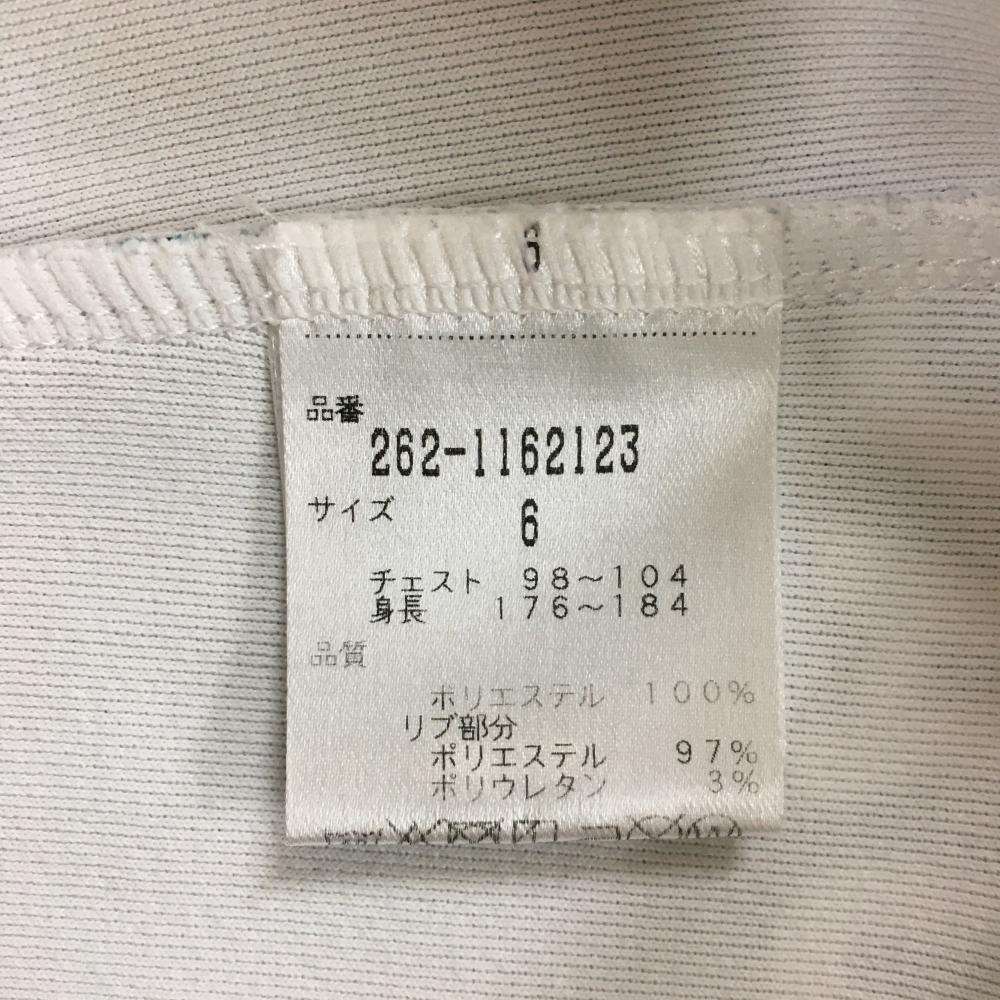 6
品番
262-1162123
サイズ
6
チェスト 98~104
身長 176~184
品質
ポリエステル 100%
リブ部分
ポリエステル 97%
ポリウレタン 3%